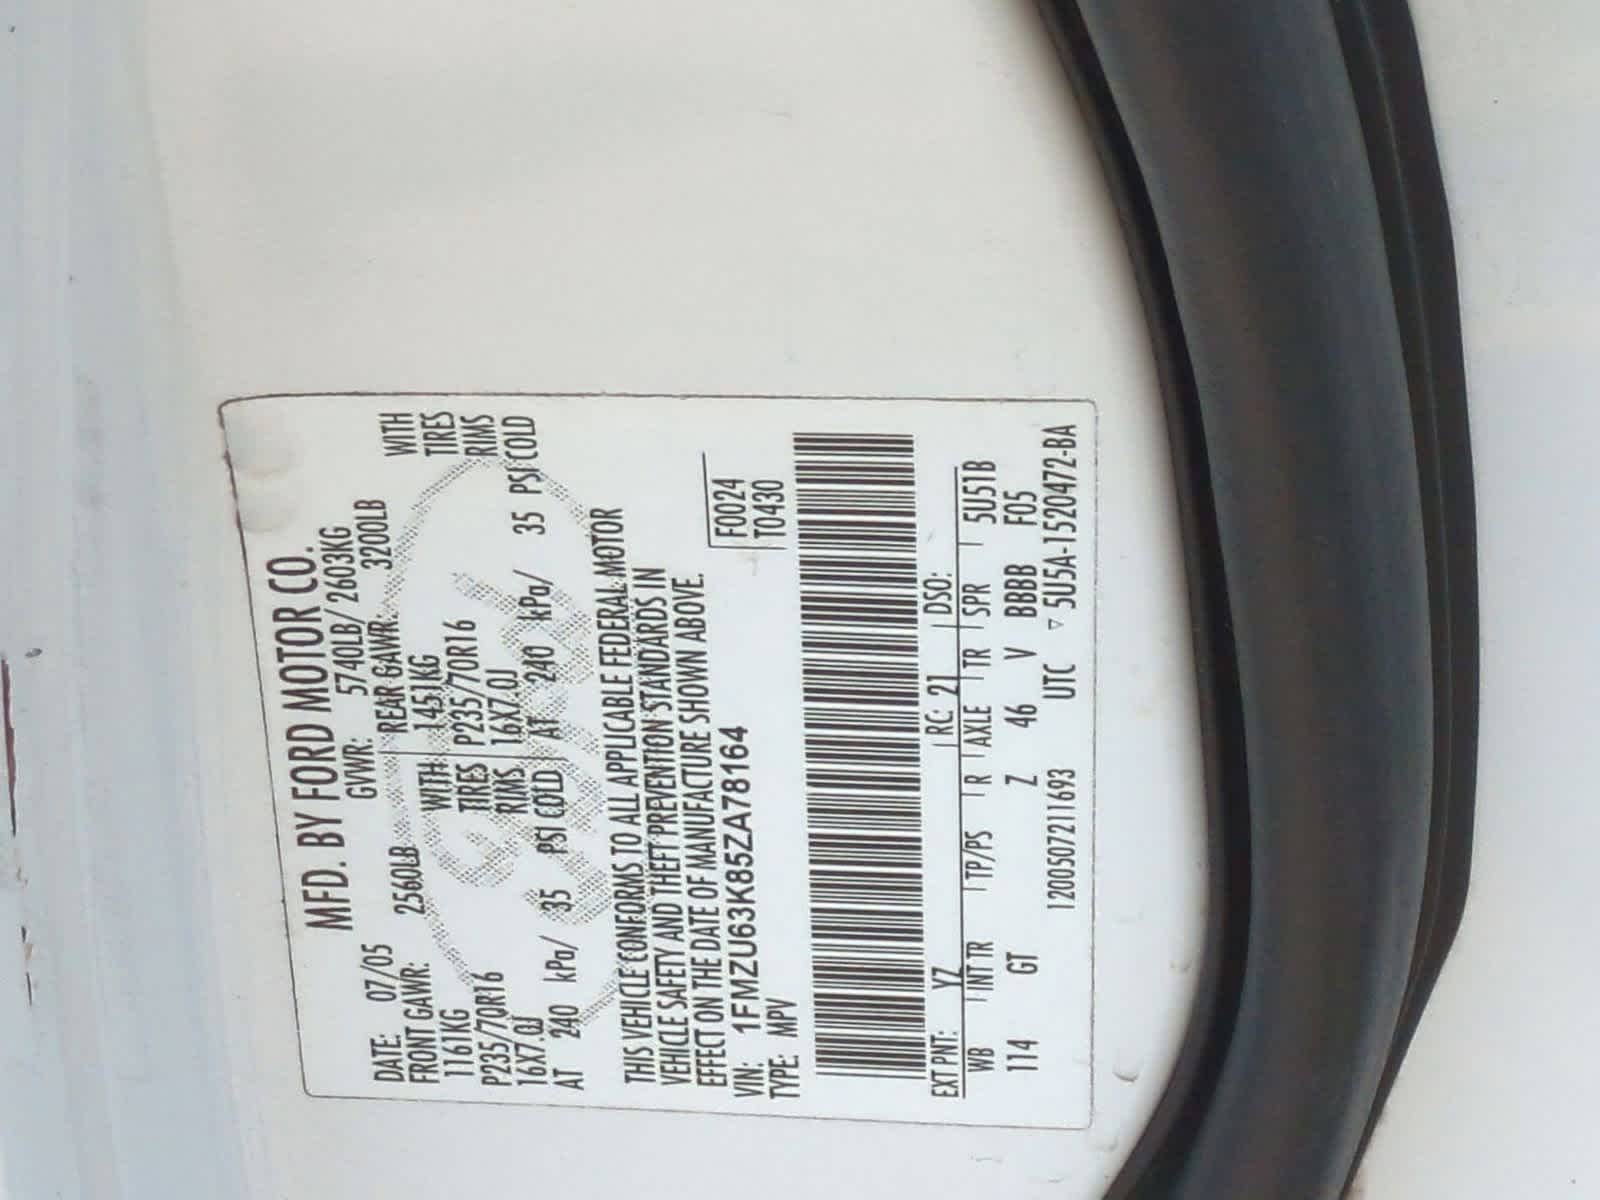 MFD. BY FORD MOTOR CO.
DATE: 07/05 GVWR: 5740LB/2603KG
FRONT GAWR: 2560LB REAR GAWR: 3200LB
1161KG WITH 1451KG WITH
P235/70R16 TIRES P235/70R16 TIRES
16X7.0J RIMS 16X7.0J RIMS
AT 240 kPa/ 35 PSI COLD AT 240 kPa/ 35 PSI COLD
THIS VEHICLE CONFORMS TO ALL APPLICABLE FEDERAL MOTOR
VEHICLE SAFETY AND THEFT PREVENTION STANDARDS IN
EFFECT ON THE DATE OF MANUFACTURE SHOWN ABOVE.
VIN: 1FMZU63K85ZA78164 F0024
TYPE: MPV T0430
EXT PNT: YZ RC: 21 DSO:
WB INT TR TP/PS R AXLE TR SPR 5U51B
114 GT Z 46 V BBBB F05
1200507211693 UTC ▽ 5U5A-1520472-BA